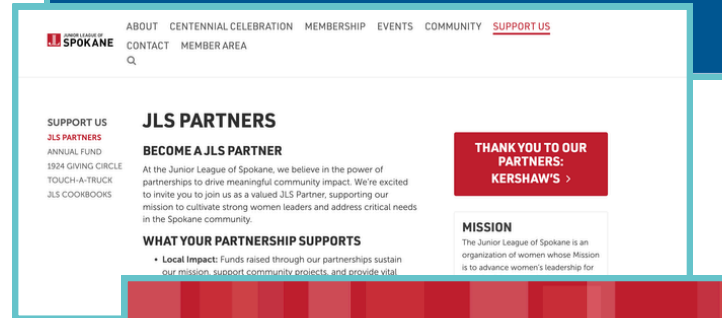 JUNIOR LEAGUE OF
SPOKANE
ABOUT CENTENNIAL CELEBRATION MEMBERSHIP EVENTS COMMUNITY SUPPORT US
CONTACT MEMBER AREA
SUPPORT US
JLS PARTNERS
ANNUAL FUND
1924 GIVING CIRCLE
TOUCH-A-TRUCK
JLS COOKBOOKS
JLS PARTNERS
BECOME A JLS PARTNER
At the Junior League of Spokane, we believe in the power of
partnerships to drive meaningful community impact. We're excited
to invite you to join us as a valued JLS Partner, supporting our
mission to cultivate strong women leaders and address critical needs
in the Spokane community.
WHAT YOUR PARTNERSHIP SUPPORTS
• Local Impact: Funds raised through our partnerships sustain
our mission, support community projects, and provide vital
THANK YOU TO OUR
PARTNERS:
KERSHAW'S >
MISSION
The Junior League of Spokane is an
organization of women whose Mission
is to advance women's leadership for